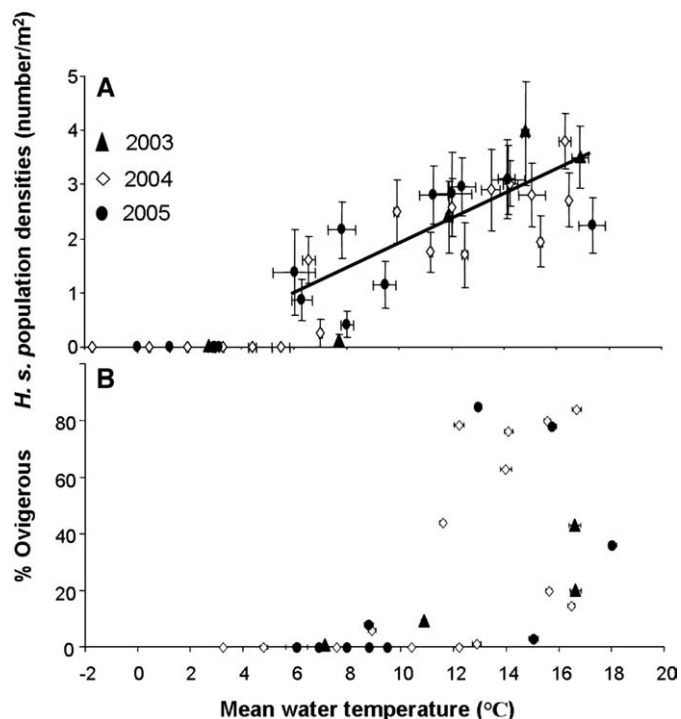 H. s. population densities (number/m²)
A
5
4
3
2
1
0
2003
2004
2005
% Ovigerous
B
80
60
40
20
0
-2 0 2 4 6 8 10 12 14 16 18 20
Mean water temperature (°C)